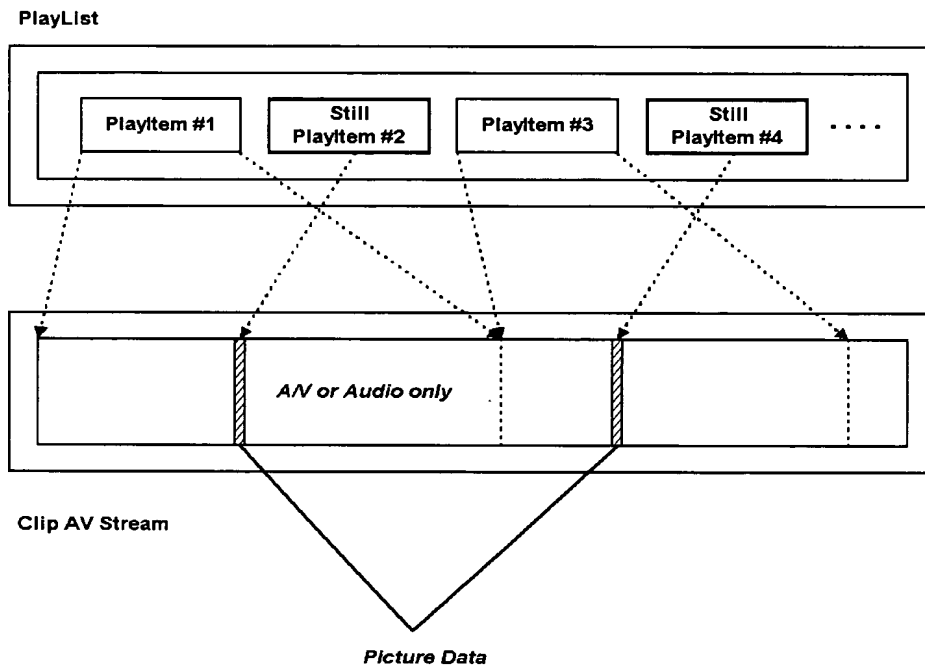 PlayList
PlayItem #1
Still
PlayItem #2
PlayItem #3
Still
PlayItem #4
....
A/V or Audio only
Clip AV Stream
Picture Data